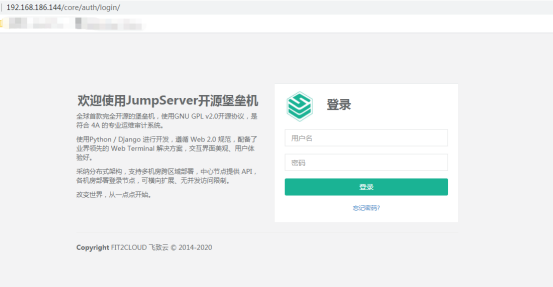 192.168.186.144/core/auth/login/
欢迎使用JumpServer开源堡垒机
全球首款完全开源的堡垒机，使用GNU GPL v2.0开源协议，是
符合 4A 的专业运维审计系统。
使用Python / Django 进行开发，遵循 Web 2.0 规范，配备了
业界领先的 Web Terminal 解决方案，交互界面美观、用户体
验好。
采纳分布式架构，支持多机房跨区域部署，中心节点提供 API，
各机房部署登录节点，可横向扩展、无并发访问限制。
改变世界，从一点点开始。
登录
用户名
密码
登录
忘记密码?
Copyright FIT2CLOUD 飞致云 © 2014-2020